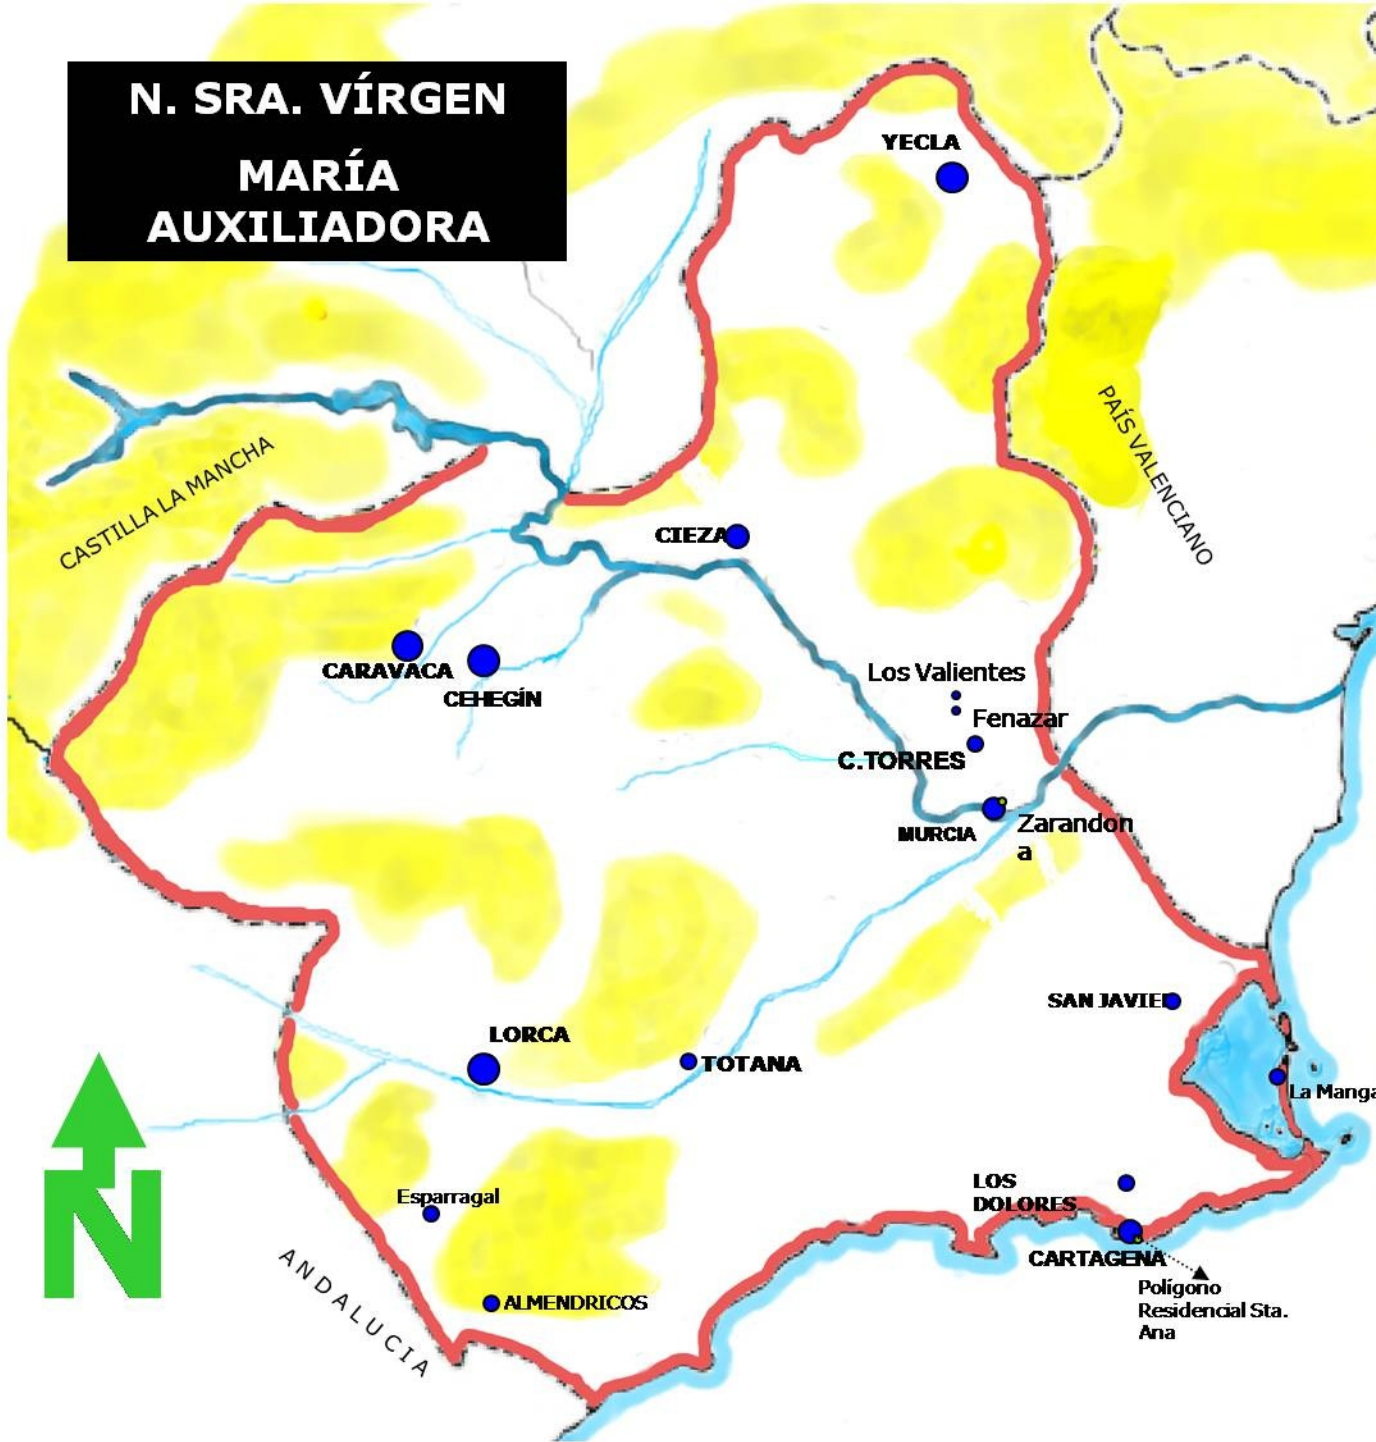 N. SRA. VÍRGEN
MARÍA
AUXILIADORA
YECLA
PAÍS VALENCIANO
CASTILLA LA MANCHA
CIEZA
CARAVACA
CEHEGÍN
Los Valientes
Fenazar
C.TORRES
MURCIA
Zarandon
a
SAN JAVIER
LORCA
TOTANA
La Manga
Esparragal
LOS
DOLORES
CARTAGENA
Polígono
Residencial Sta.
Ana
ALMENDRICOS
ANDALUCIA
N